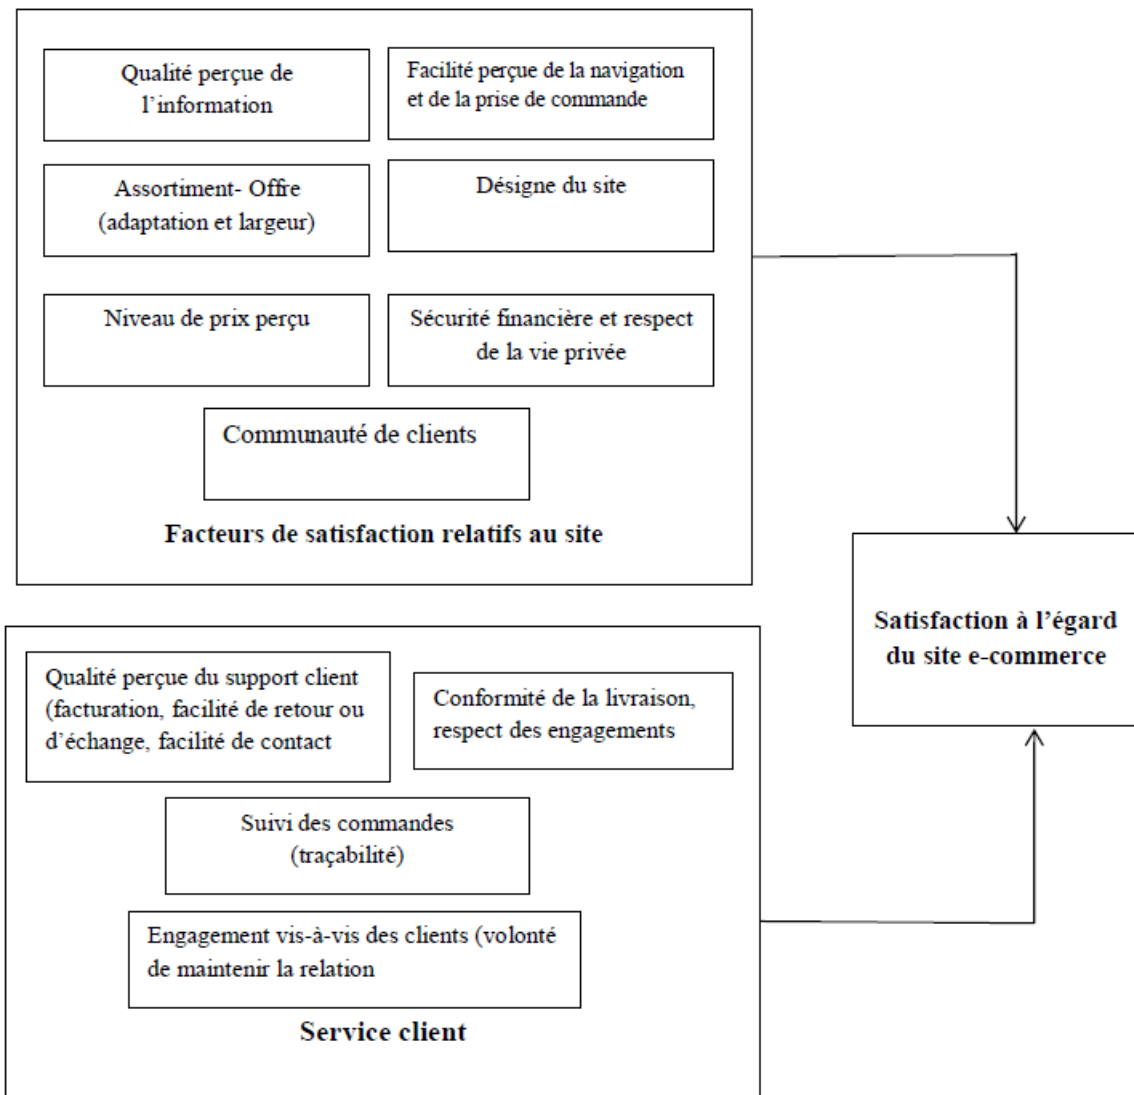 Qualité perçue de
l’information
Facilité perçue de la navigation
et de la prise de commande
Assortiment- Offre
(adaptation et largeur)
Désigne du site
Niveau de prix perçu
Sécurité financière et respect
de la vie privée
Communauté de clients
Facteurs de satisfaction relatifs au site
Satisfaction à l’égard
du site e-commerce
Qualité perçue du support client
(facturation, facilité de retour ou
d’échange, facilité de contact
Conformité de la livraison,
respect des engagements
Suivi des commandes
(traçabilité)
Engagement vis-à-vis des clients (volonté
de maintenir la relation
Service client